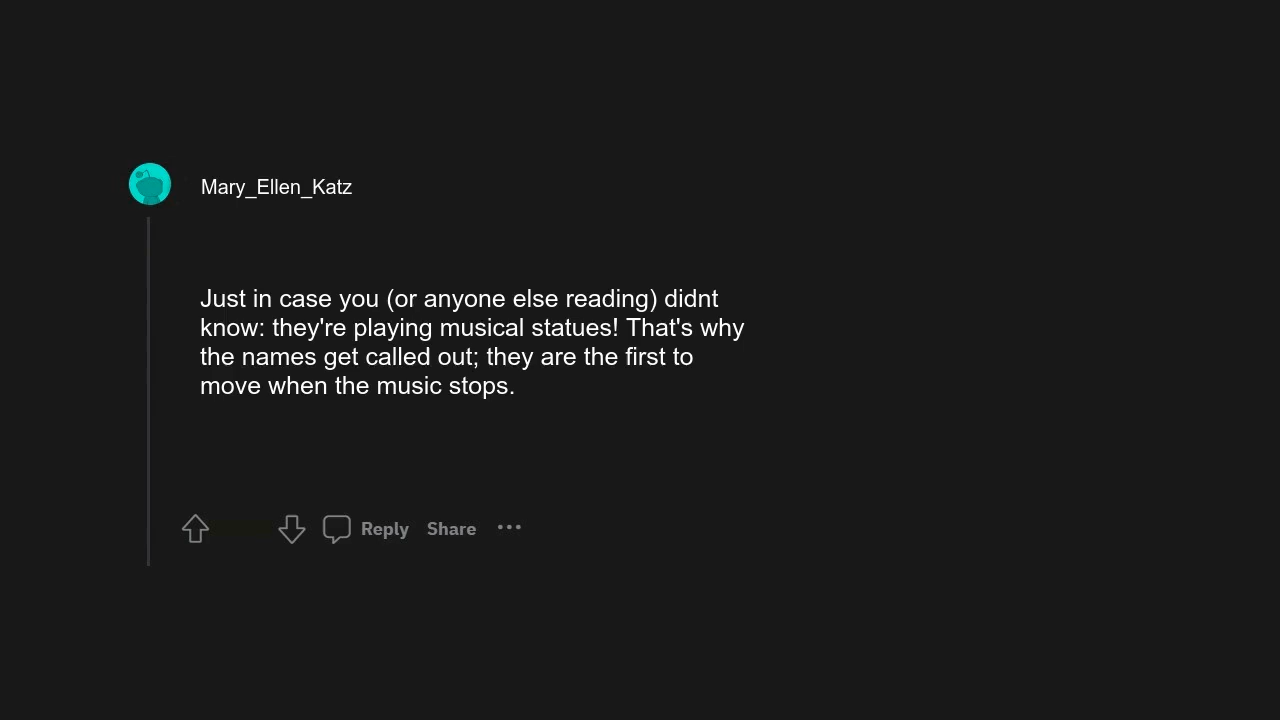 Mary_Ellen_Katz
Just in case you (or anyone else reading) didnt
know: they're playing musical statues! That's why
the names get called out; they are the first to
move when the music stops.
Reply Share